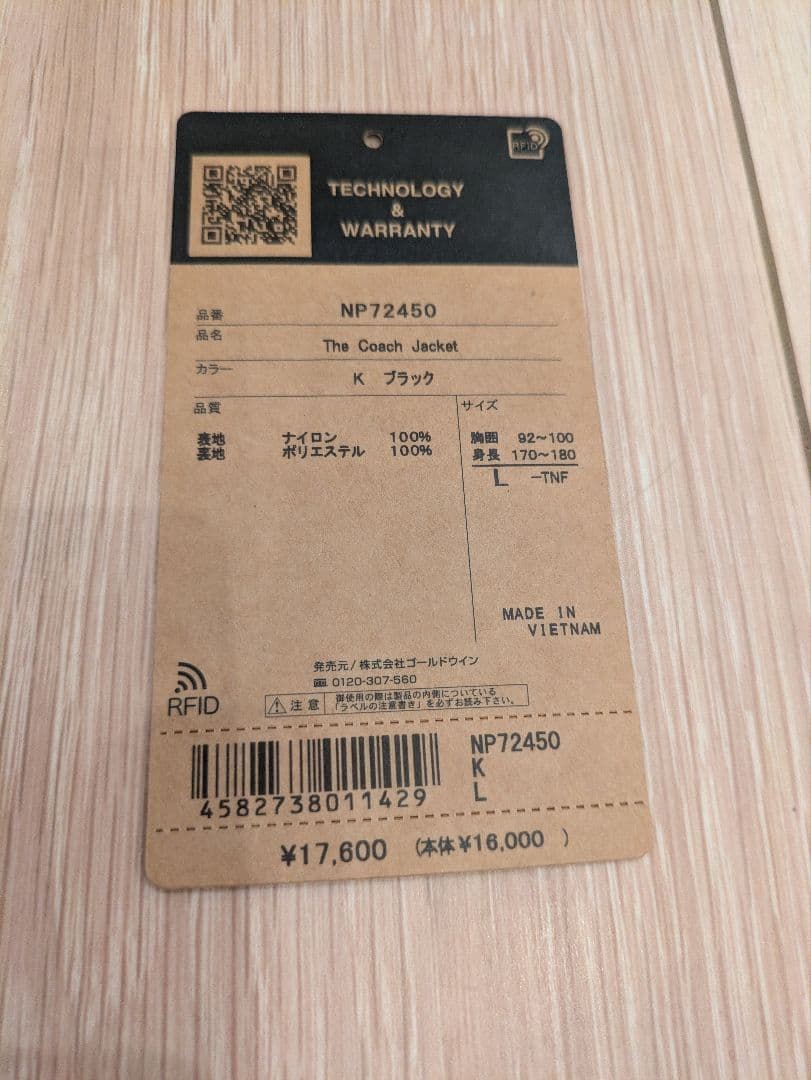 RFID
TECHNOLOGY
&
WARRANTY
品番 NP72450
品名 The Coach Jacket
カラー K ブラック
品質
表地 ナイロン 100%
裏地 ポリエステル 100%
サイズ
胸囲 92～100
身長 170～180
L -TNF
MADE IN
VIETNAM
発売元/株式会社ゴールドウイン
0120-307-560
RFID
注意
御使用の際は製品の内側についている
「ラベルの注意書き」を必ずお読み下さい。
4582738011429
NP72450
K
L
¥17,600 (本体¥16,000 )